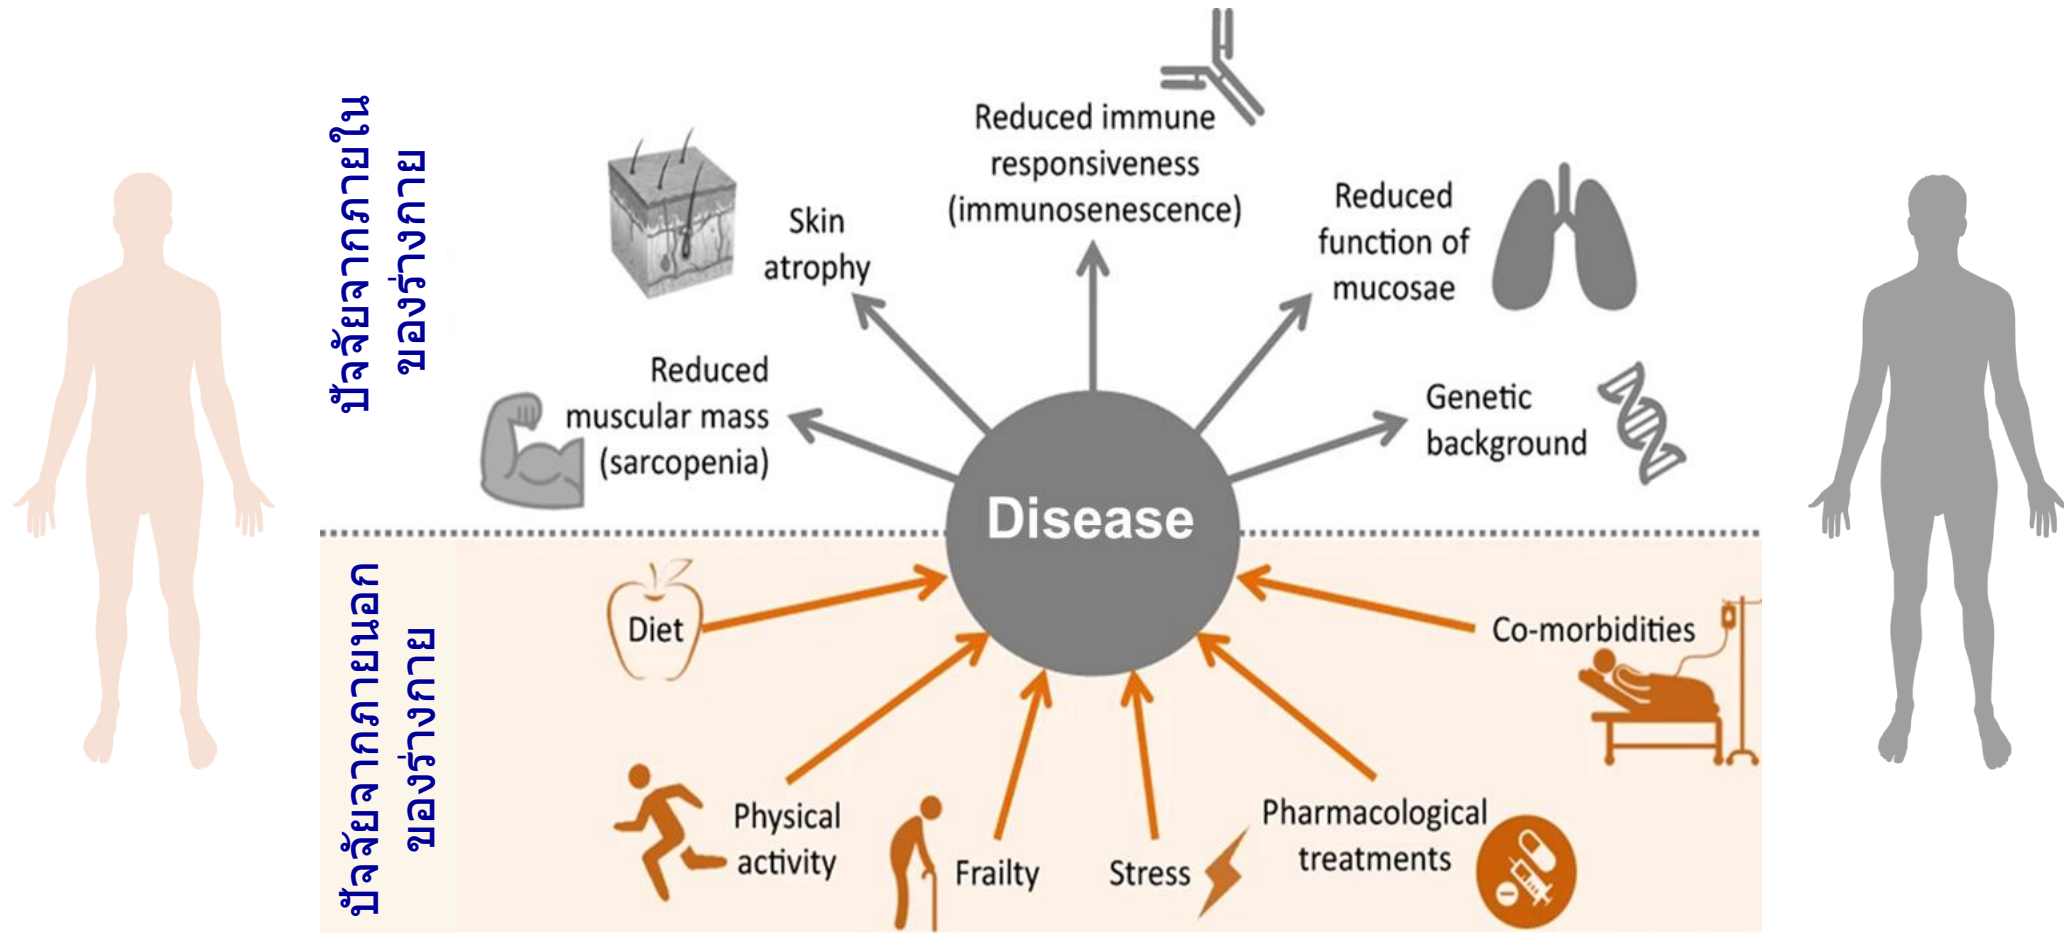 ปัจจัยจากภายใน
ของร่างกาย
Reduced immune
responsiveness
(immunosenescence)
Skin
atrophy
Reduced
function of
mucosae
Reduced
muscular mass
(sarcopenia)
Genetic
background
Disease
ปัจจัยจากภายนอก
ของร่างกาย
Diet
Co-morbidities
Physical
activity
Frailty
Stress
Pharmacological
treatments